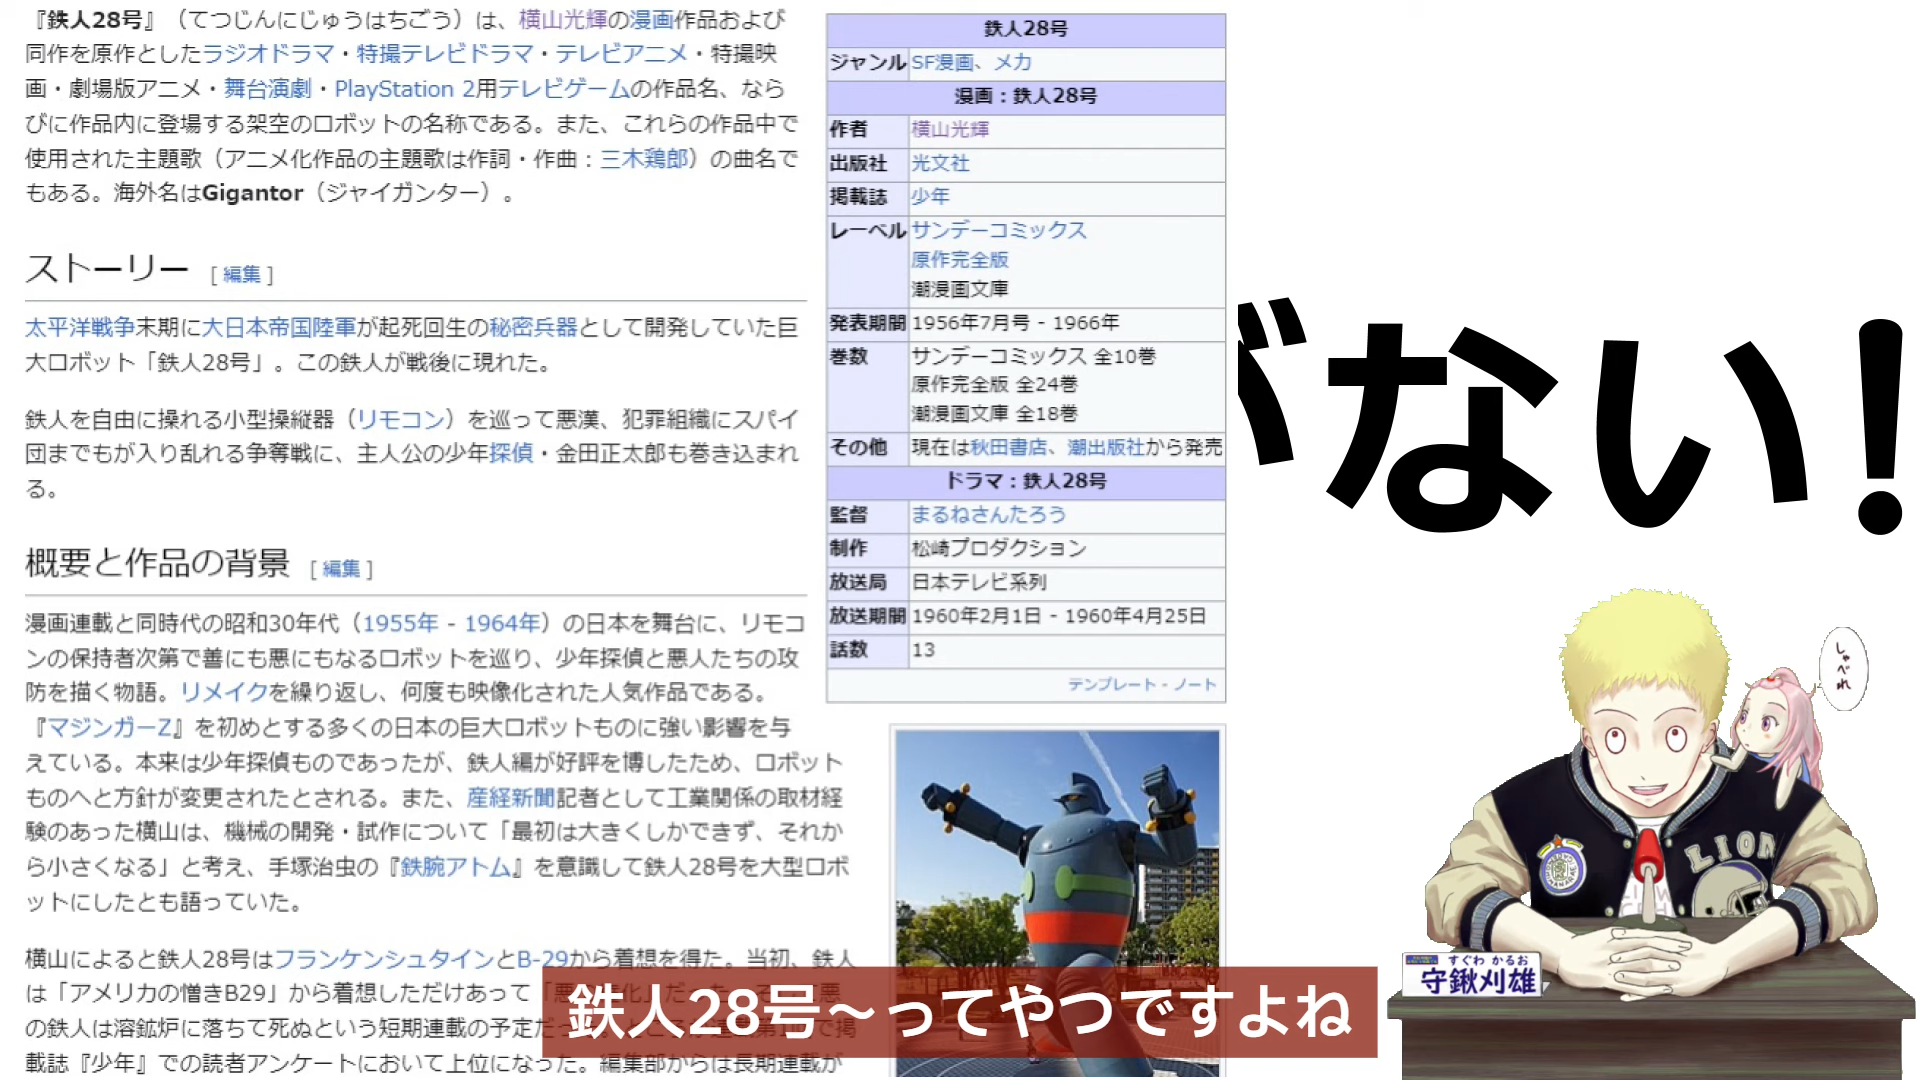 『鉄人28号』（てつじんにじゅうはちごう）は、横山光輝の漫画作品および
同作を原作としたラジオドラマ・特撮テレビドラマ・テレビアニメ・特撮映
画・劇場版アニメ・舞台演劇・PlayStation 2用テレビゲームの作品名、なら
びに作品内に登場する架空のロボットの名称である。また、これらの作品中で
使用された主題歌（アニメ化作品の主題歌は作詞・作曲：三木鶏郎）の曲名で
もある。海外名はGigantor（ジャイガンター）。
ストーリー [ 編集 ]
太平洋戦争末期に大日本帝国陸軍が起死回生の秘密兵器として開発していた巨
大ロボット「鉄人28号」。この鉄人が戦後に現れた。
鉄人を自由に操れる小型操縦器（リモコン）を巡って悪漢、犯罪組織にスパイ
団までもが入り乱れる争奪戦に、主人公の少年探偵・金田正太郎も巻き込まれ
る。
概要と作品の背景 [ 編集 ]
漫画連載と同時代の昭和30年代（1955年 - 1964年）の日本を舞台に、リモコ
ンの保持者次第で善にも悪にもなるロボットを巡り、少年探偵と悪人たちの攻
防を描く物語。リメイクを繰り返し、何度も映像化された人気作品である。
『マジンガーZ』を初めとする多くの日本の巨大ロボットものに強い影響を与
えている。本来は少年探偵ものであったが、鉄人編が好評を博したため、ロボット
ものへと方針が変更されたとされる。また、産経新聞記者として工業関係の取材経
験のあった横山は、機械の開発・試作について「最初は大きくしかできず、それか
ら小さくなる」と考え、手塚治虫の『鉄腕アトム』を意識して鉄人28号を大型ロボ
ットにしたとも語っていた。
横山によると鉄人28号はフランケンシュタインとB-29から着想を得た。当初、鉄人
は「アメリカの憎きB29」から着想しただけあって
の鉄人は溶鉱炉に落ちて死ぬという短期連載の予定だ
載誌『少年』での読者アンケートにおいて上位になった。編集部からは長期連載が
鉄人28号
ジャンル SF漫画、メカ
漫画：鉄人28号
作者 横山光輝
出版社 光文社
掲載誌 少年
レーベル サンデーコミックス
原作完全版
潮漫画文庫
発表期間 1956年7月号 - 1966年
巻数 サンデーコミックス 全10巻
原作完全版 全24巻
潮漫画文庫 全18巻
その他 現在は秋田書店、潮出版社から発売
ドラマ：鉄人28号
監督 まるねさんたろう
制作 松崎プロダクション
放送局 日本テレビ系列
放送期間 1960年2月1日 - 1960年4月25日
話数 13
テンプレート - ノート
がない!
しゃべれ
LION
すぐわ かるお
守鍬刈雄
鉄人28号～ってやつですよね